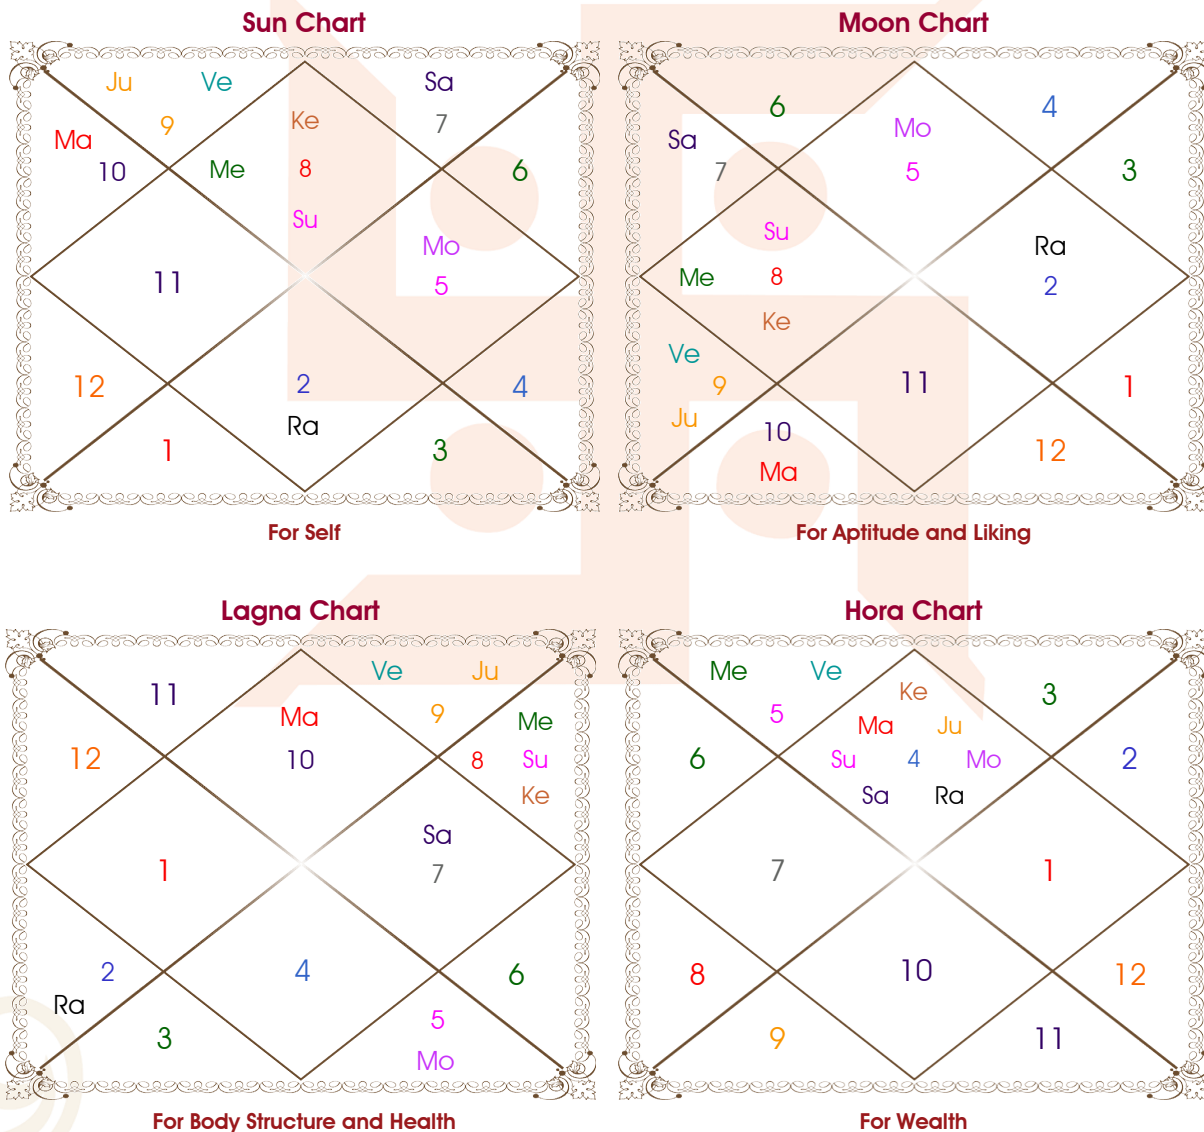 Sun Chart
Ju Ve Sa
Ke
9 7
Ma
10 Me 8 6
Su
Mo
11 5
12 2 4
Ra
1 3
For Self
Moon Chart
6 4
Mo
Sa
7 5 3
Su Ra
Me 8 2
Ke
Ve
9 11 1
Ju
10 12
Ma
For Aptitude and Liking
Lagna Chart
Ve Ju
11
Ma 9 Me
12 10 8 Su
Ke
Sa
1 7
2 4 6
Ra
5
3
Mo
For Body Structure and Health
Hora Chart
Me Ve
Ke 3
5
Ma Ju
6 Su 4 Mo 2
Sa Ra
7 1
8 10 12
9 11
For Wealth